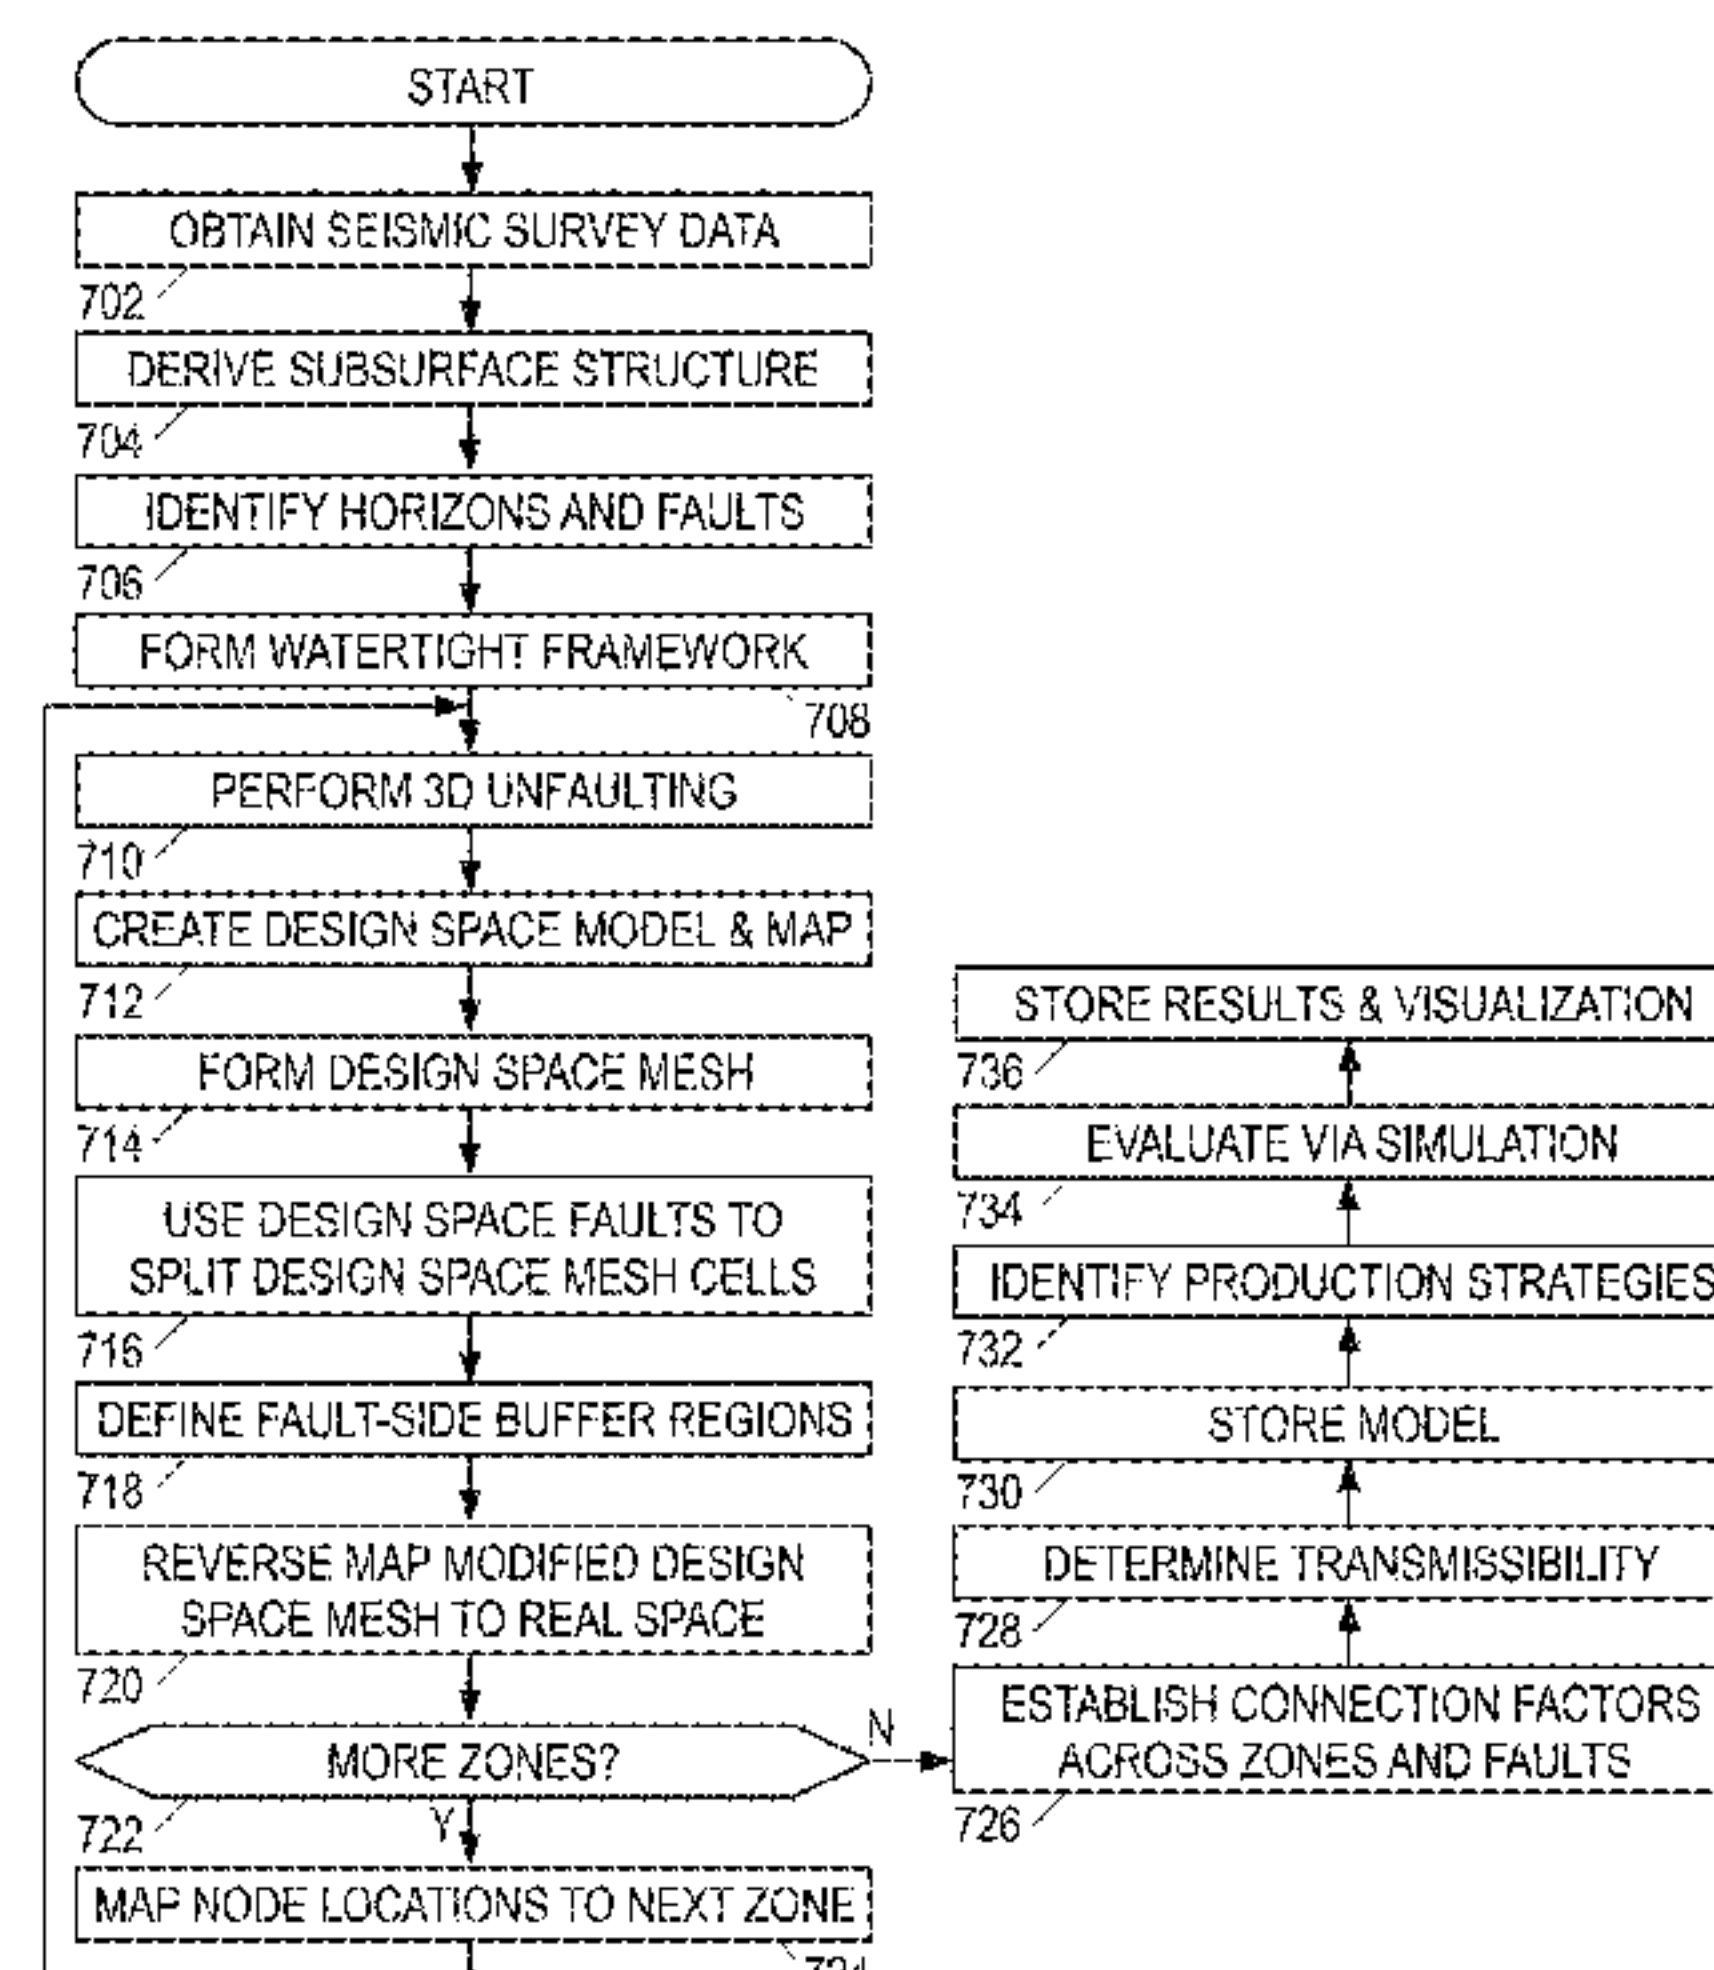 START
OBTAIN SEISMIC SURVEY DATA
702
DERIVE SUBSURFACE STRUCTURE
704
IDENTIFY HORIZONS AND FAULTS
706
FORM WATERTIGHT FRAMEWORK
708
PERFORM 3D UNFAULTING
710
CREATE DESIGN SPACE MODEL & MAP
712
FORM DESIGN SPACE MESH
714
USE DESIGN SPACE FAULTS TO
SPLIT DESIGN SPACE MESH CELLS
716
DEFINE FAULT-SIDE BUFFER REGIONS
718
REVERSE MAP MODIFIED DESIGN
SPACE MESH TO REAL SPACE
720
MORE ZONES?
N
722
Y
MAP NODE LOCATIONS TO NEXT ZONE
STORE RESULTS & VISUALIZATION
736
EVALUATE VIA SIMULATION
734
IDENTIFY PRODUCTION STRATEGIES
732
STORE MODEL
730
DETERMINE TRANSMISSIBILITY
728
ESTABLISH CONNECTION FACTORS
ACROSS ZONES AND FAULTS
726